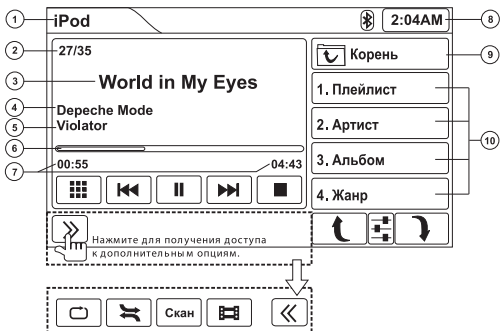 1 iPod 2:04AM 8
2 27/35 Корень 9
3 World in My Eyes 1. Плейлист
4 Depeche Mode 2. Артист
5 Violator
6 3. Альбом 10
7 00:55 04:43
4. Жанр
Нажмите для получения доступа
к дополнительным опциям.
Скан